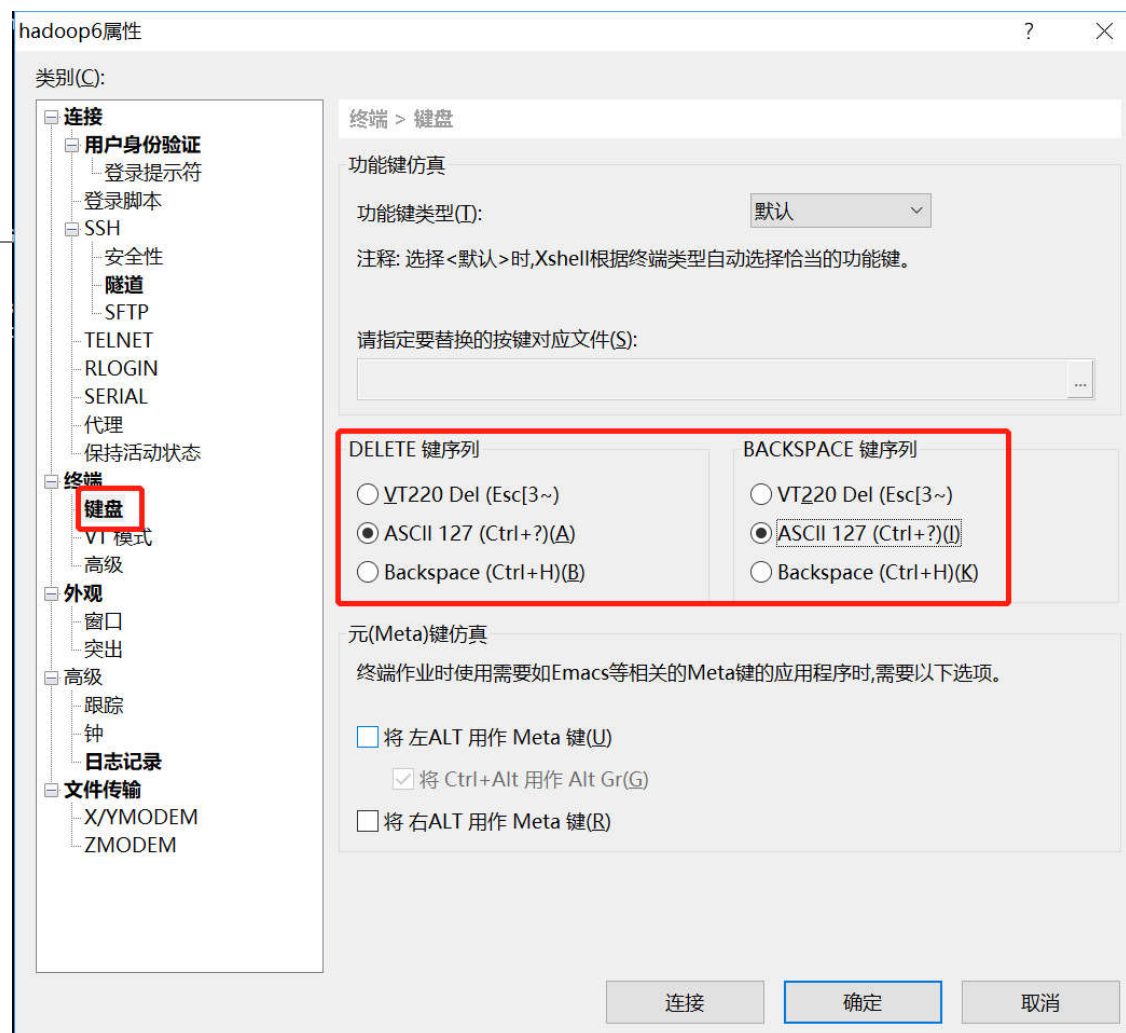 hadoop6属性
?
类别(C):
连接
用户身份验证
登录提示符
登录脚本
SSH
安全性
隧道
SFTP
TELNET
RLOGIN
SERIAL
代理
保持活动状态
终端
键盘
VT 模式
高级
外观
窗口
突出
高级
跟踪
钟
日志记录
文件传输
X/YMODEM
ZMODEM
终端 > 键盘
功能键仿真
功能键类型(T):
默认
注释: 选择<默认>时,Xshell根据终端类型自动选择恰当的功能键。
请指定要替换的按键对应文件(S):
...
DELETE 键序列
VT220 Del (Esc[3~)
ASCII 127 (Ctrl+?)(A)
Backspace (Ctrl+H)(B)
BACKSPACE 键序列
VT220 Del (Esc[3~)
ASCII 127 (Ctrl+?)(I)
Backspace (Ctrl+H)(K)
元(Meta)键仿真
终端作业时使用需要如Emacs等相关的Meta键的应用程序时,需要以下选项。
将 左ALT 用作 Meta 键(U)
将 Ctrl+Alt 用作 Alt Gr(G)
将 右ALT 用作 Meta 键(R)
连接
确定
取消